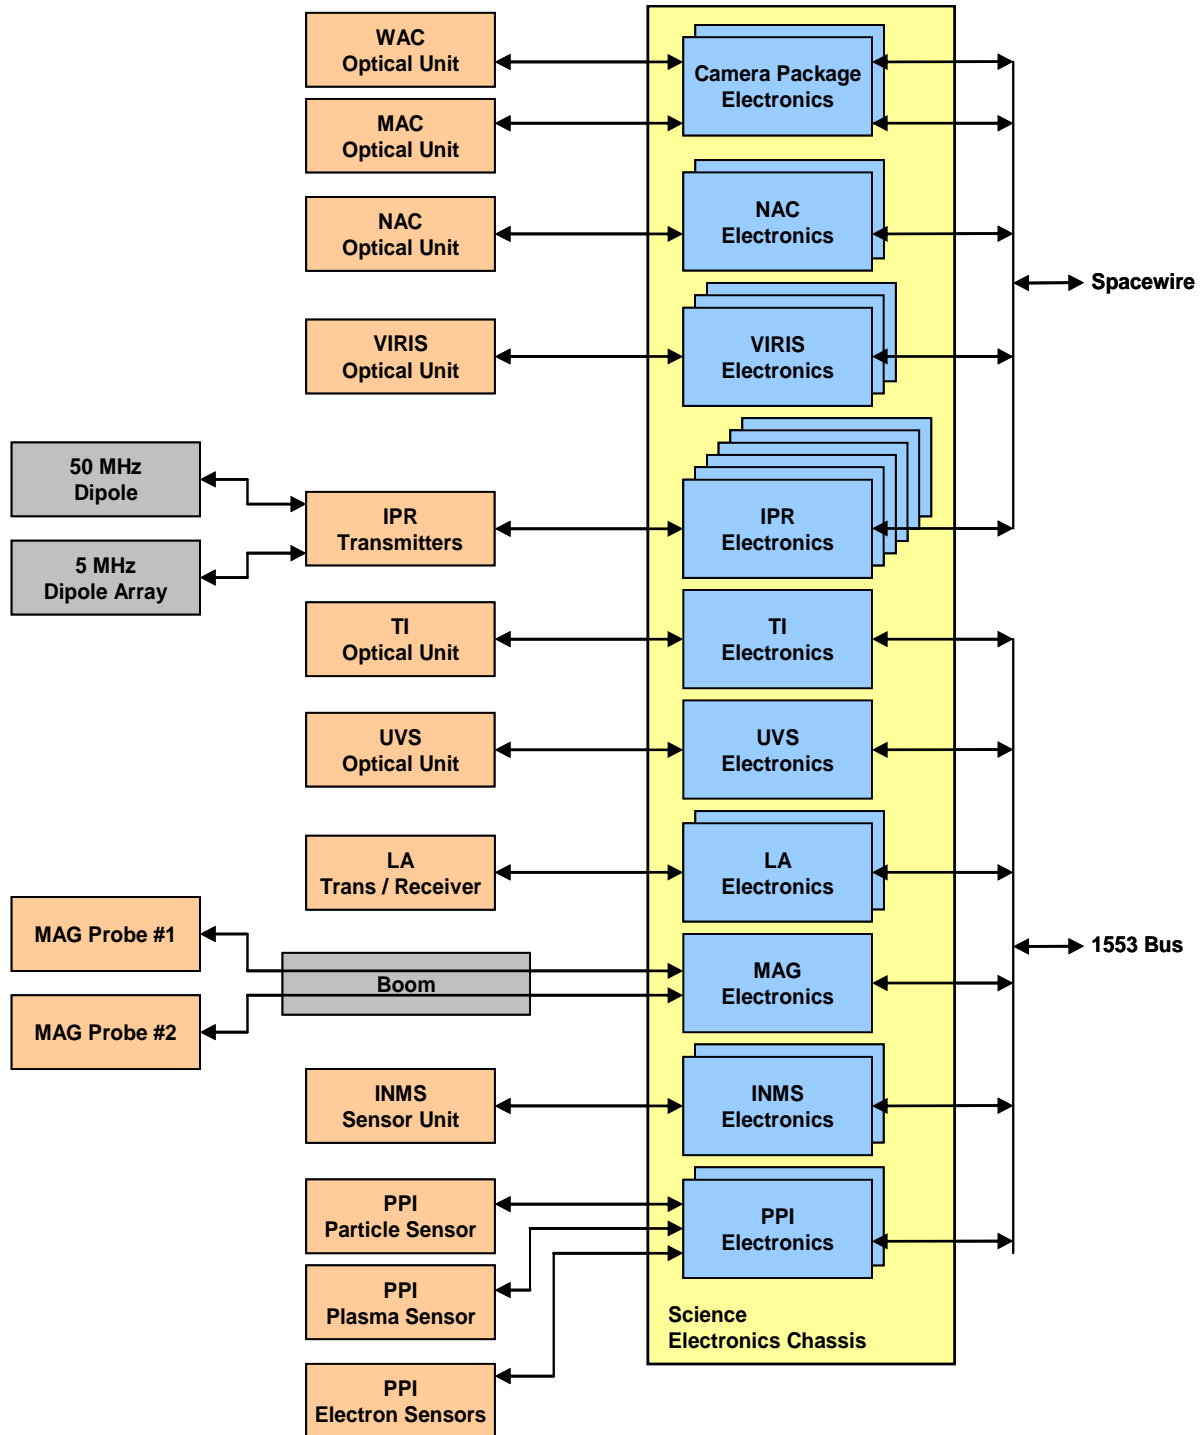 WAC
Optical Unit
Camera Package
Electronics
MAC
Optical Unit
NAC
Optical Unit
NAC
Electronics
Spacewire
VIRIS
Optical Unit
VIRIS
Electronics
50 MHz
Dipole
IPR
Transmitters
IPR
Electronics
5 MHz
Dipole Array
TI
Optical Unit
TI
Electronics
UVS
Optical Unit
UVS
Electronics
LA
Trans / Receiver
LA
Electronics
MAG Probe #1
1553 Bus
Boom
MAG
Electronics
MAG Probe #2
INMS
Sensor Unit
INMS
Electronics
PPI
Particle Sensor
PPI
Electronics
PPI
Plasma Sensor
Science
Electronics Chassis
PPI
Electron Sensors